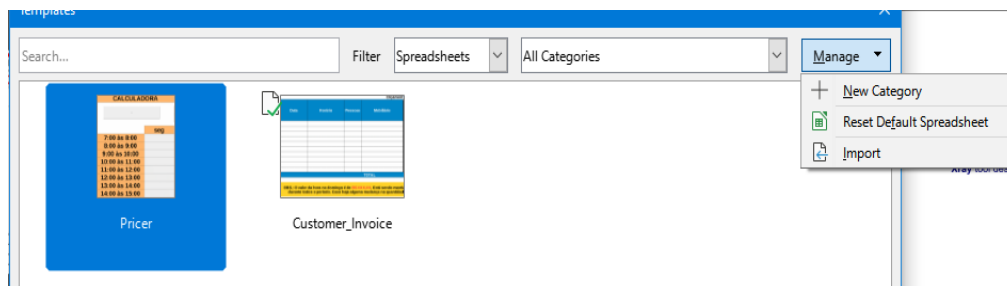 Templates
Search...
Filter
Spreadsheets
All Categories
Manage
New Category
Reset Default Spreadsheet
Import
CALCULADORA
seg
7:00 às 8:00
8:00 às 9:00
9:00 às 10:00
10:00 às 11:00
11:00 às 12:00
12:00 às 13:00
13:00 às 14:00
14:00 às 15:00
Pricer
Customer_Invoice
Xray tool des